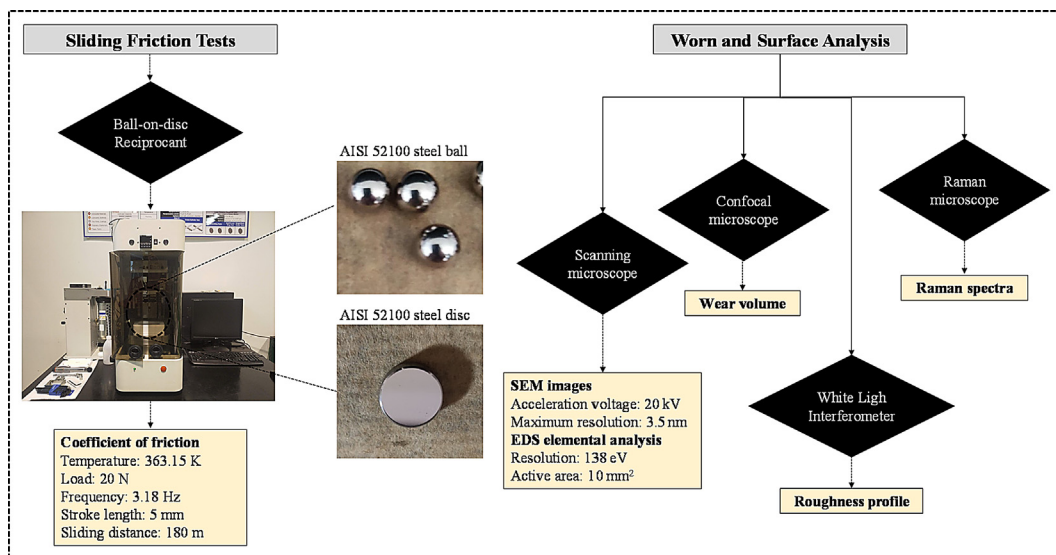 Sliding Friction Tests
Ball-on-disc
Reciprocant
AISI 52100 steel ball
AISI 52100 steel disc
Coefficient of friction
Temperature: 363.15 K
Load: 20 N
Frequency: 3.18 Hz
Stroke length: 5 mm
Sliding distance: 180 m
Worn and Surface Analysis
Scanning
microscope
SEM images
Acceleration voltage: 20 kV
Maximum resolution: 3.5 nm
EDS elemental analysis
Resolution: 138 eV
Active area: 10 mm²
Confocal
microscope
Wear volume
White Ligh
Interferometer
Roughness profile
Raman
microscope
Raman spectra